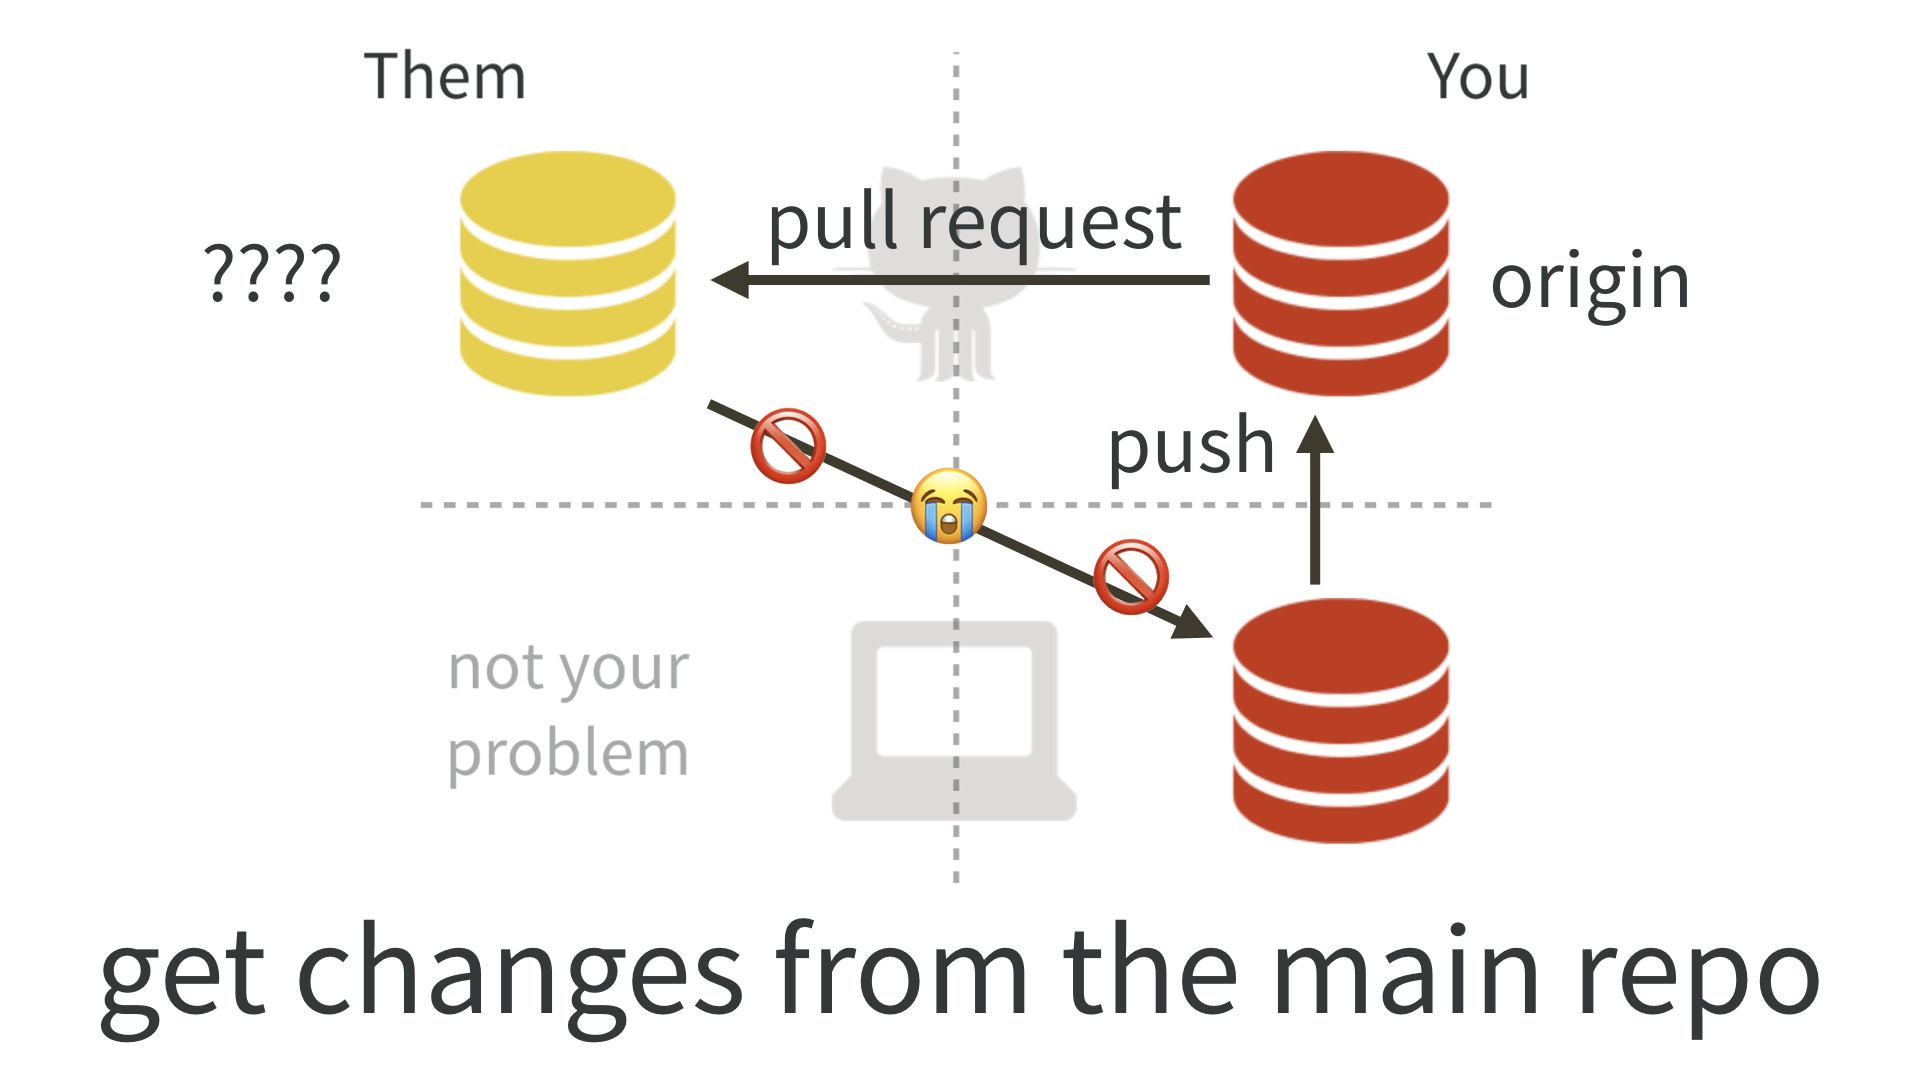 Them
You
pull request
????
origin
push
not your
problem
get changes from the main repo